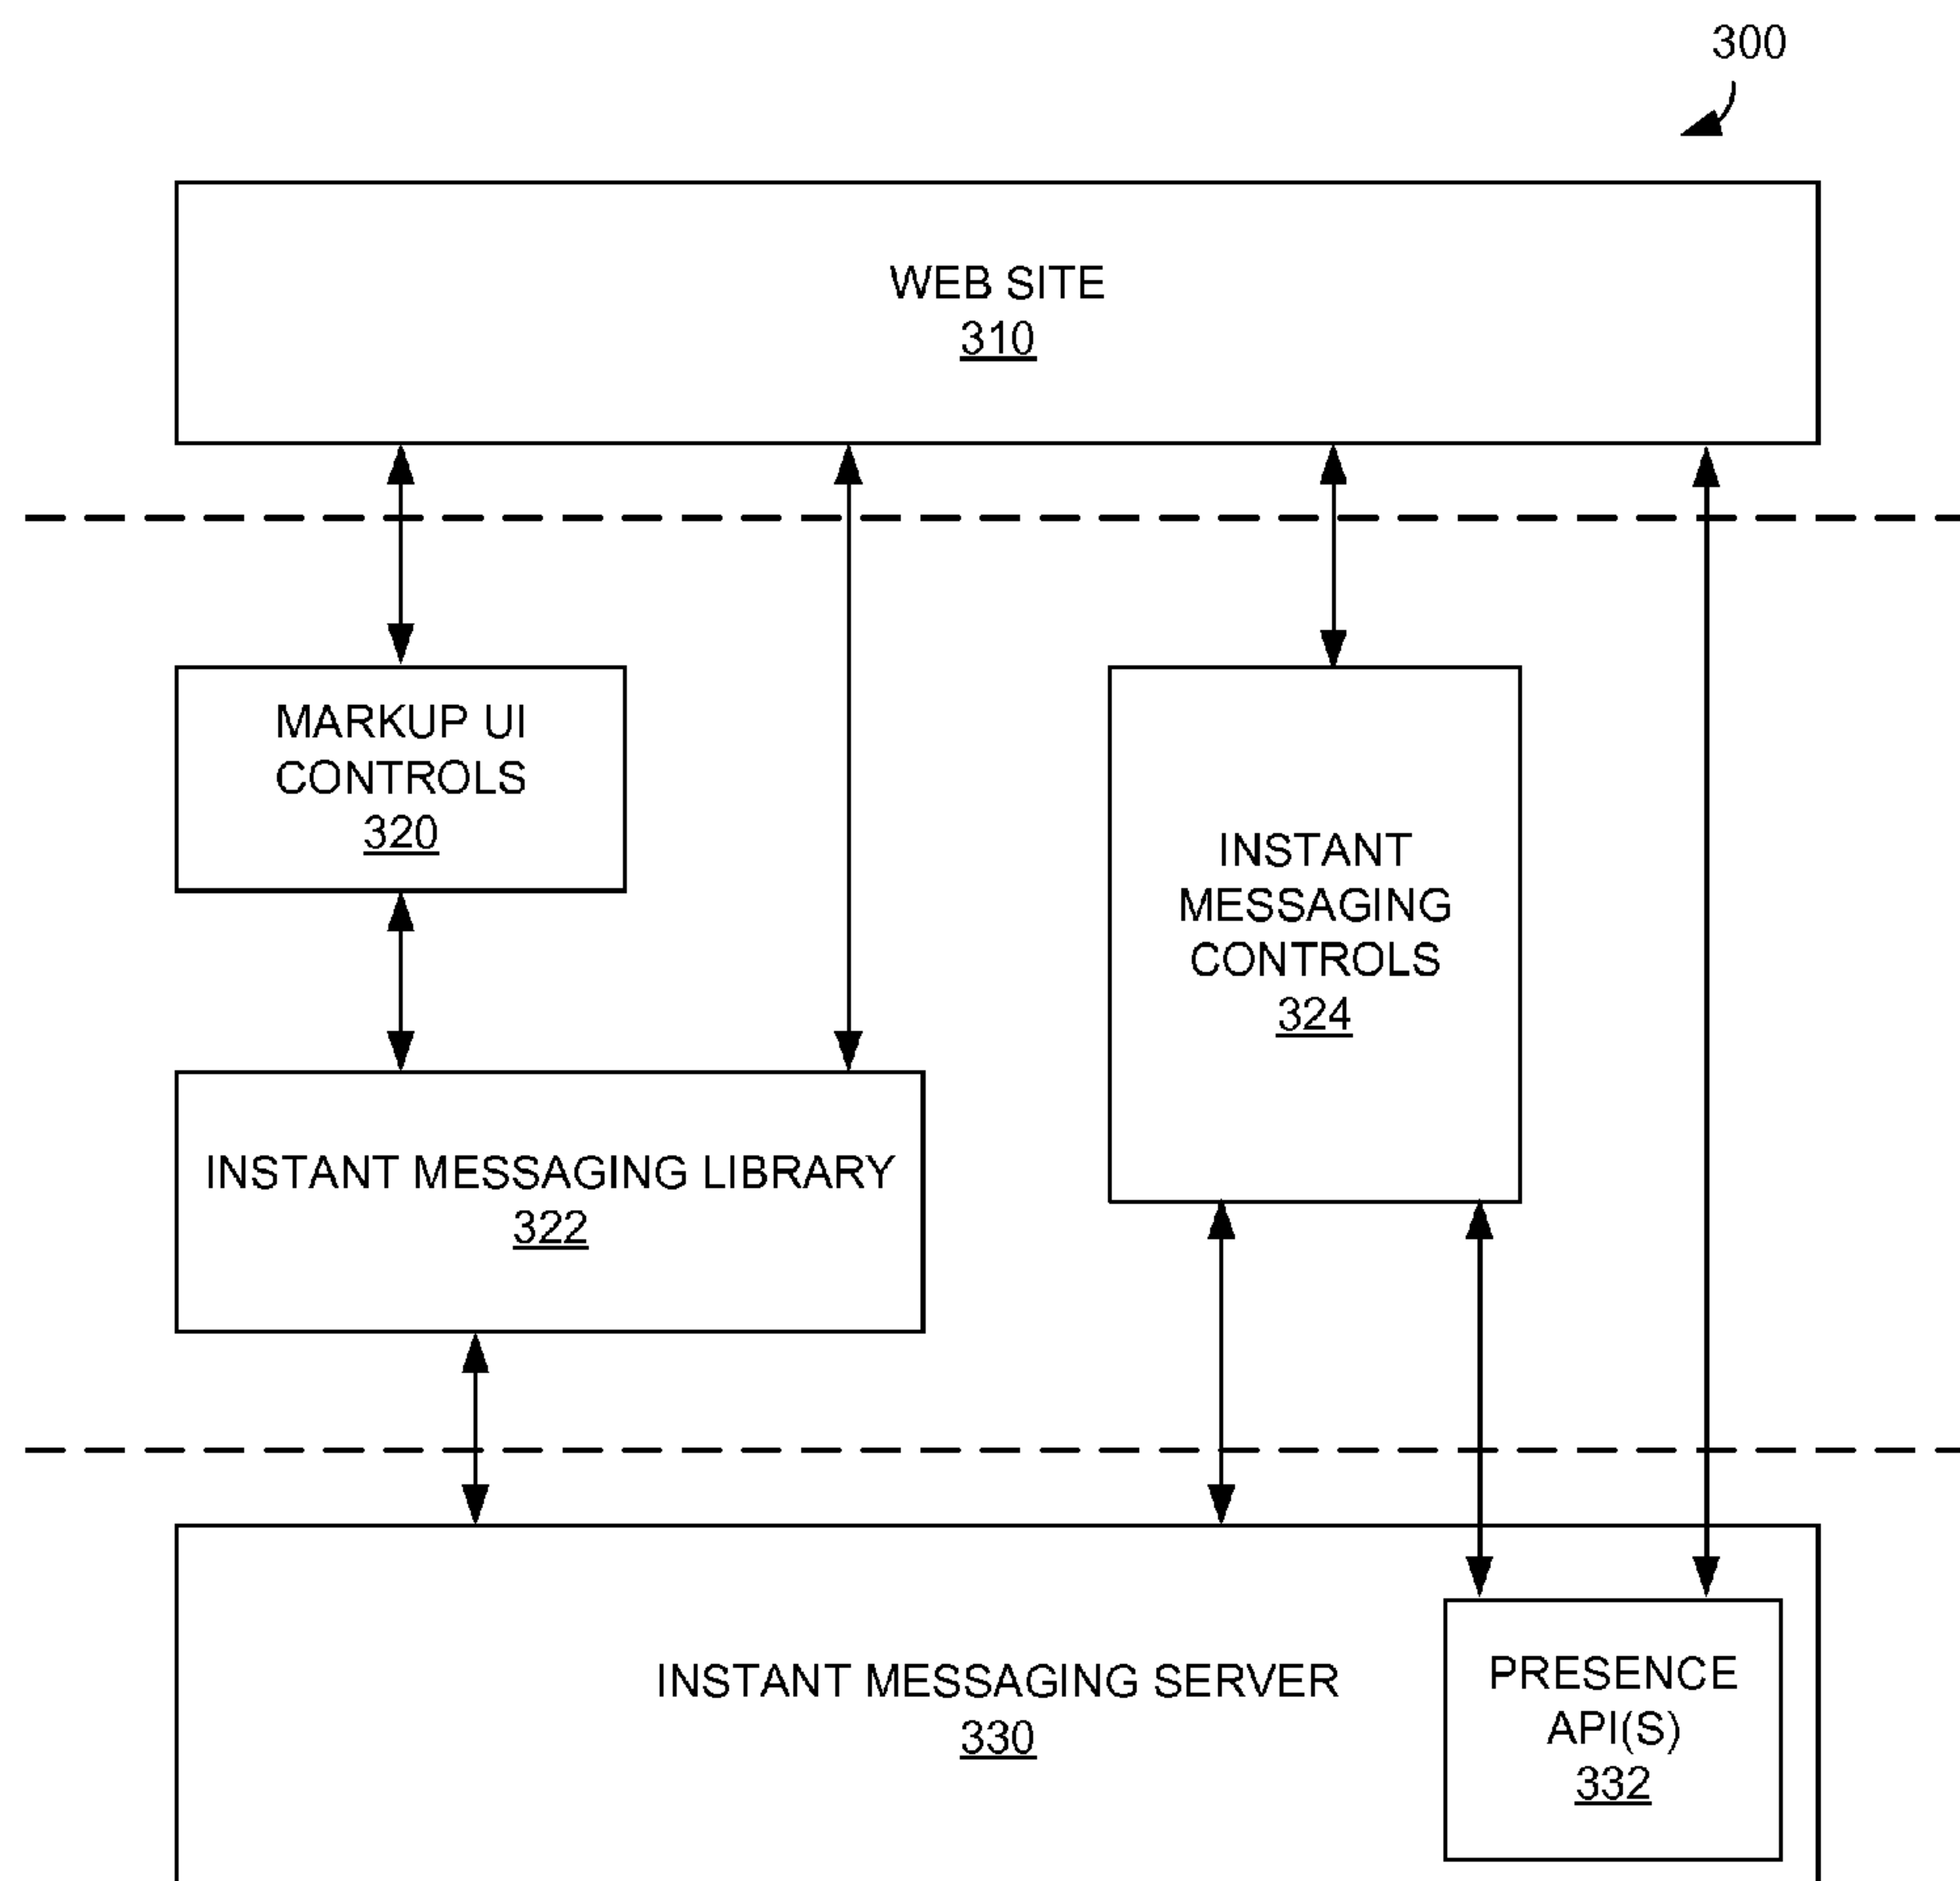 300
WEB SITE
310
MARKUP UI
CONTROLS
320
INSTANT
MESSAGING
CONTROLS
324
INSTANT MESSAGING LIBRARY
322
INSTANT MESSAGING SERVER
330
PRESENCE
API(S)
332